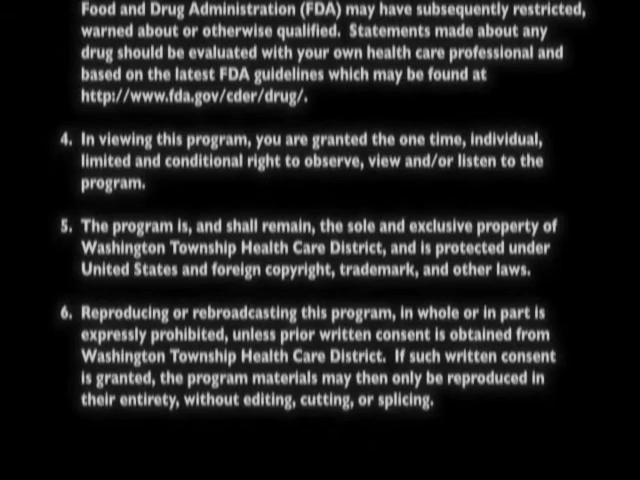 Food and Drug Administration (FDA) may have subsequently restricted,
warned about or otherwise qualified. Statements made about any
drug should be evaluated with your own health care professional and
based on the latest FDA guidelines which may be found at
http://www.fda.gov/cder/drug/.
4. In viewing this program, you are granted the one time, individual,
limited and conditional right to observe, view and/or listen to the
program.
5. The program is, and shall remain, the sole and exclusive property of
Washington Township Health Care District, and is protected under
United States and foreign copyright, trademark, and other laws.
6. Reproducing or rebroadcasting this program, in whole or in part is
expressly prohibited, unless prior written consent is obtained from
Washington Township Health Care District. If such written consent
is granted, the program materials may then only be reproduced in
their entirety, without editing, cutting, or splicing.